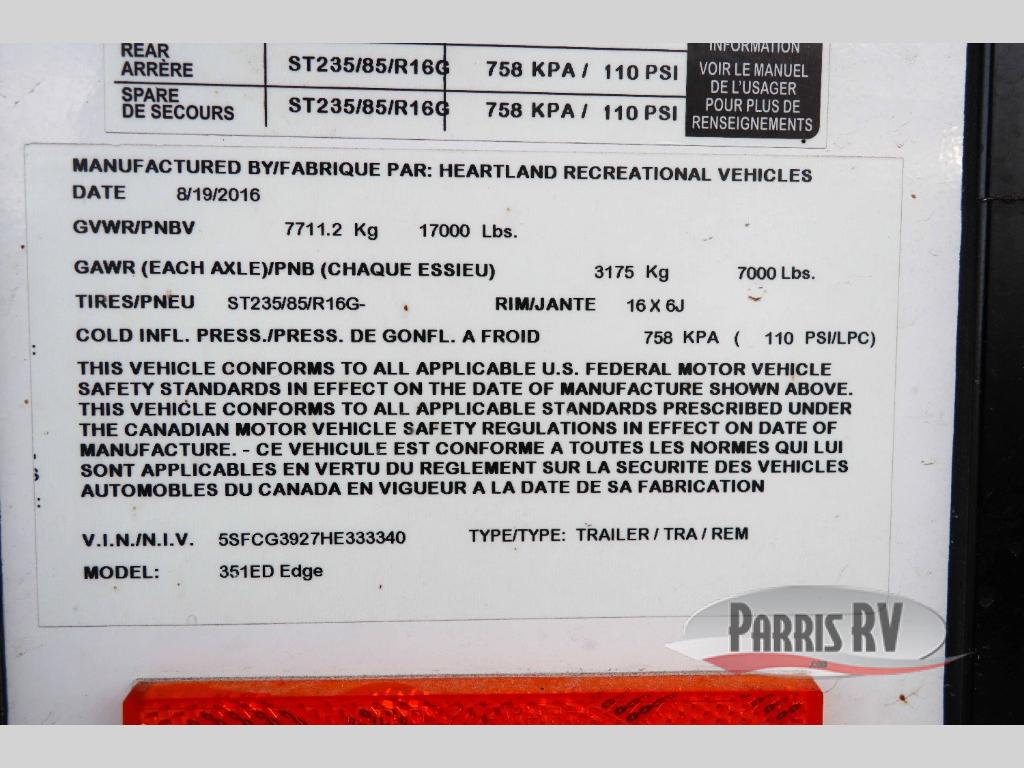 REAR
ARRÈRE ST235/85/R16G 758 KPA / 110 PSI
SPARE
DE SECOURS ST235/85/R16G 758 KPA / 110 PSI
INFORMATION
VOIR LE MANUEL
DE L'USAGER
POUR PLUS DE
RENSEIGNEMENTS
MANUFACTURED BY/FABRIQUE PAR: HEARTLAND RECREATIONAL VEHICLES
DATE 8/19/2016
GVWR/PNBV 7711.2 Kg 17000 Lbs.
GAWR (EACH AXLE)/PNB (CHAQUE ESSIEU) 3175 Kg 7000 Lbs.
TIRES/PNEU ST235/85/R16G- RIM/JANTE 16 X 6J
COLD INFL. PRESS./PRESS. DE GONFL. A FROID 758 KPA ( 110 PSI/LPC)
THIS VEHICLE CONFORMS TO ALL APPLICABLE U.S. FEDERAL MOTOR VEHICLE
SAFETY STANDARDS IN EFFECT ON THE DATE OF MANUFACTURE SHOWN ABOVE.
THIS VEHICLE CONFORMS TO ALL APPLICABLE STANDARDS PRESCRIBED UNDER
THE CANADIAN MOTOR VEHICLE SAFETY REGULATIONS IN EFFECT ON DATE OF
MANUFACTURE. - CE VEHICULE EST CONFORME A TOUTES LES NORMES QUI LUI
SONT APPLICABLES EN VERTU DU REGLEMENT SUR LA SECURITE DES VEHICLES
AUTOMOBLES DU CANADA EN VIGUEUR A LA DATE DE SA FABRICATION
V.I.N./N.I.V. 5SFCG3927HE333340 TYPE/TYPE: TRAILER / TRA / REM
MODEL: 351ED Edge
PARRIS RV
.com